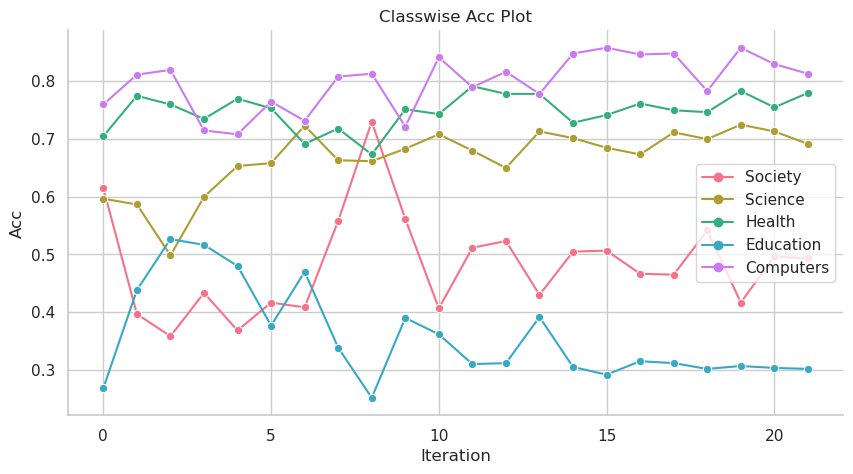 Classwise Acc Plot
0.8
0.7
0.6
0.5
0.4
0.3
Acc
0
5
10
15
20
Iteration
Society
Science
Health
Education
Computers